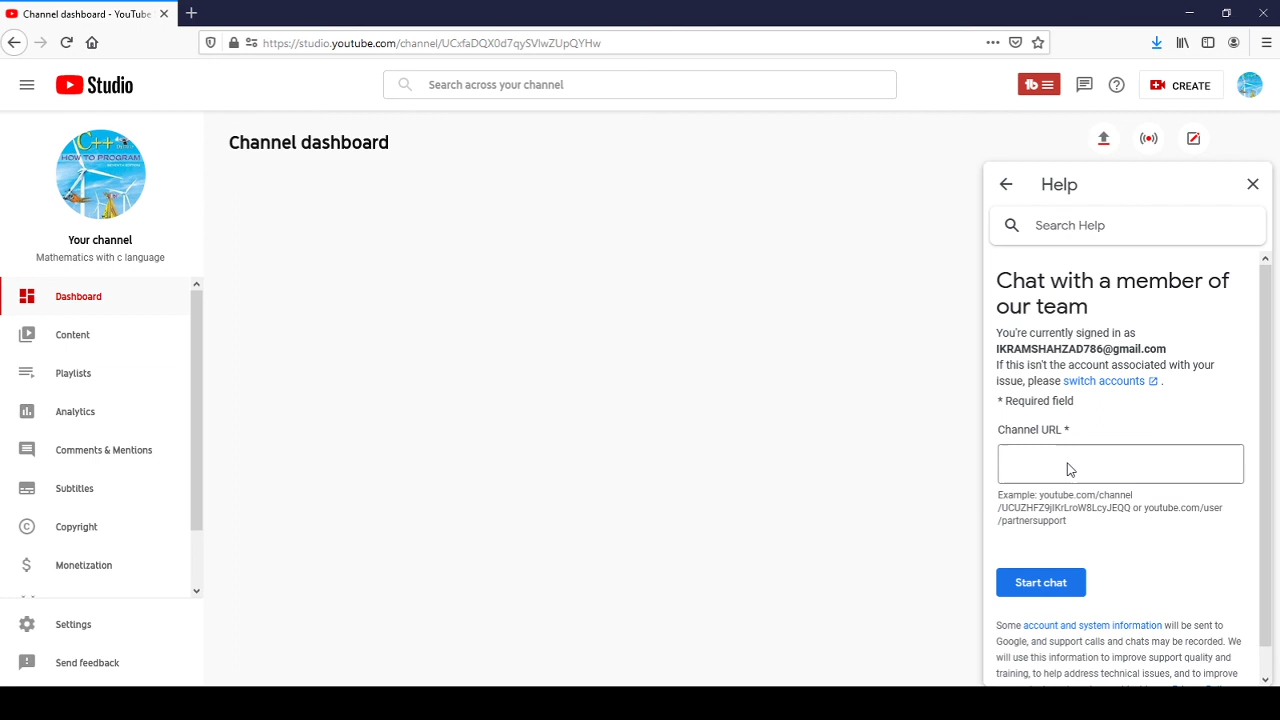 Channel dashboard - YouTube
https://studio.youtube.com/channel/UCxfaDQX0d7qySVlwZUpQYHw
Studio
Search across your channel
tb
CREATE
C++
HOW TO PROGRAM
Your channel
Mathematics with c language
Dashboard
Content
Playlists
Analytics
Comments & Mentions
Subtitles
Copyright
Monetization
Settings
Send feedback
Channel dashboard
Help
Search Help
Chat with a member of
our team
You're currently signed in as
IKRAMSHAHZAD786@gmail.com
If this isn't the account associated with your
issue, please switch accounts .
* Required field
Channel URL *
Example: youtube.com/channel
/UCUZHFZ9jIKrLroW8LcyJEQQ or youtube.com/user
/partnersupport
Start chat
Some account and system information will be sent to
Google, and support calls and chats may be recorded. We
will use this information to improve support quality and
training, to help address technical issues, and to improve